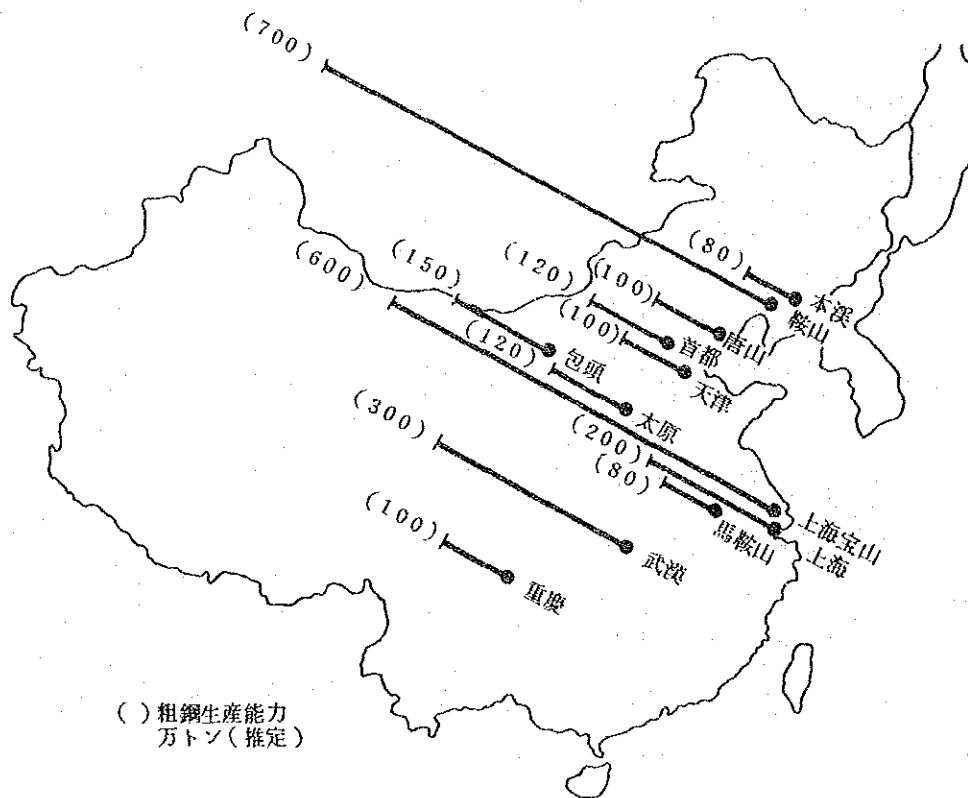 (700)
(80)
本渓
鞍山
(600)
(150)
(120)
(100)
唐山
首都
(100)
天津
(120)
包頭
太原
(300)
(200)
(80)
上海宝山
上海
馬鞍山
武漢
(100)
重慶
( )粗鋼生産能力
万トン(推定)